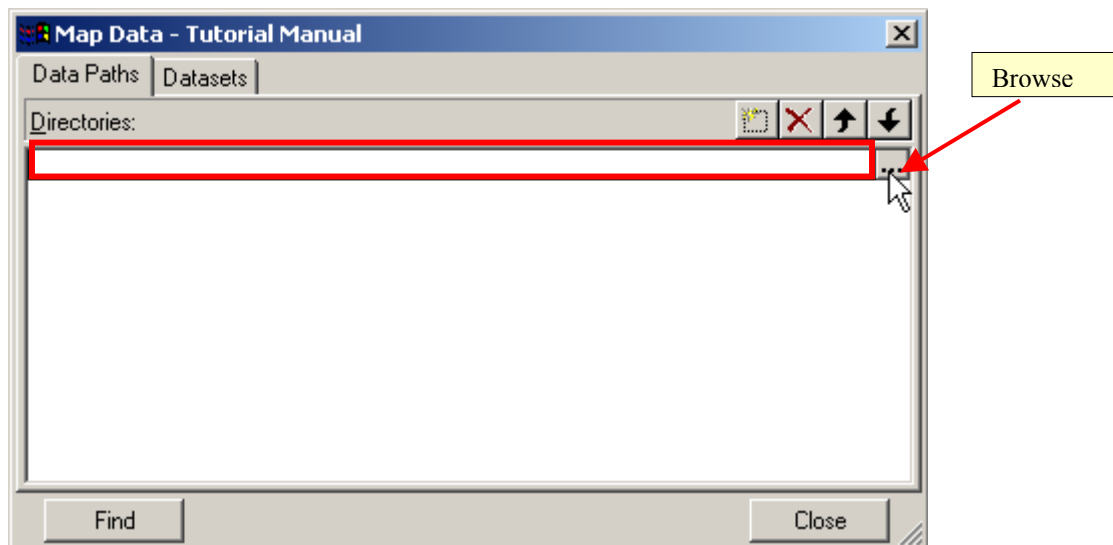 Map Data - Tutorial Manual
Data Paths Datasets
Browse
Directories:
...
Find Close